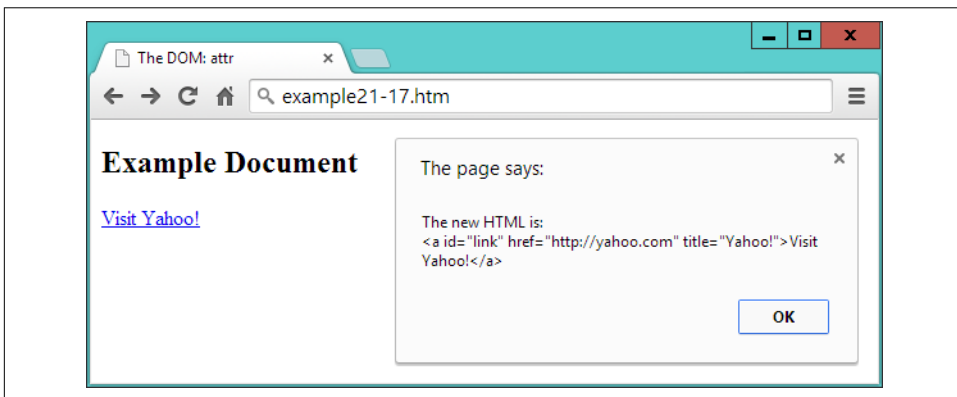 The DOM: attr
example21-17.htm
Example Document
Visit Yahoo!
The page says:
The new HTML is:
<a id="link" href="http://yahoo.com" title="Yahoo!">Visit
Yahoo!</a>
OK